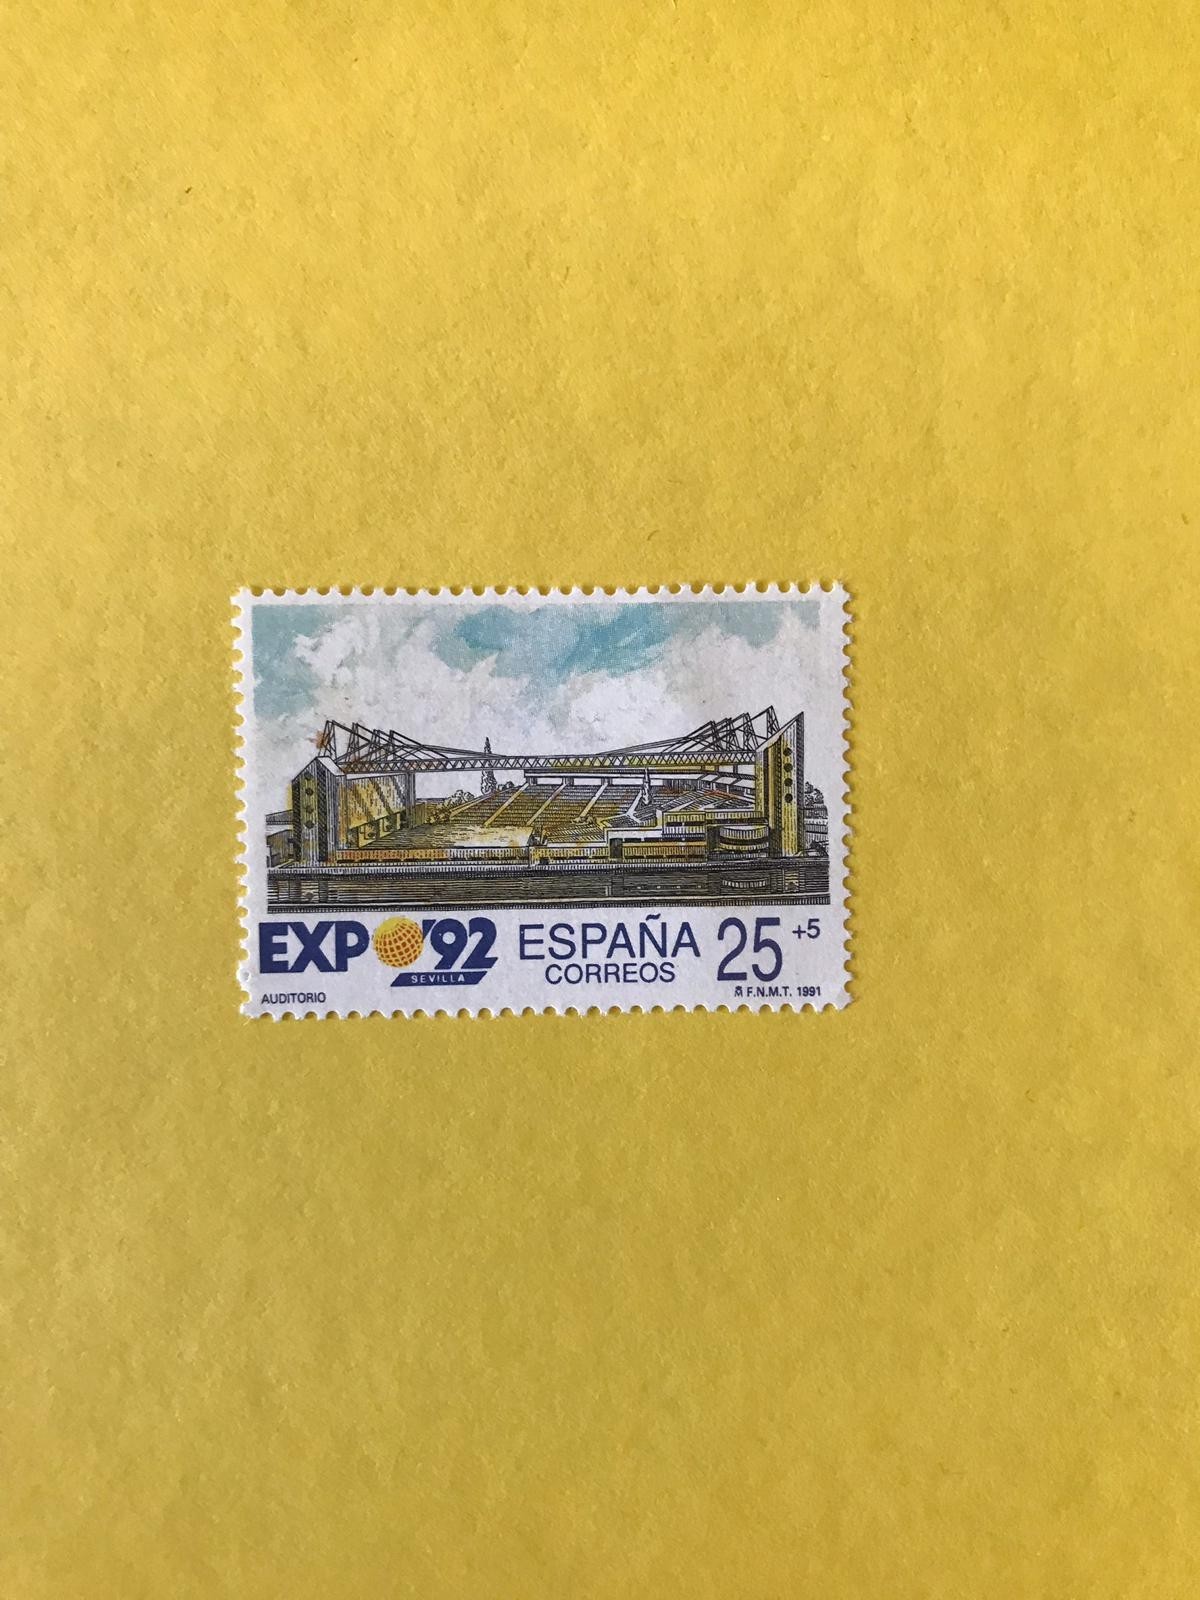 EXPO'92
SEVILLA
AUDITORIO
ESPAÑA
CORREOS
25 +5
F.N.M.T. 1991